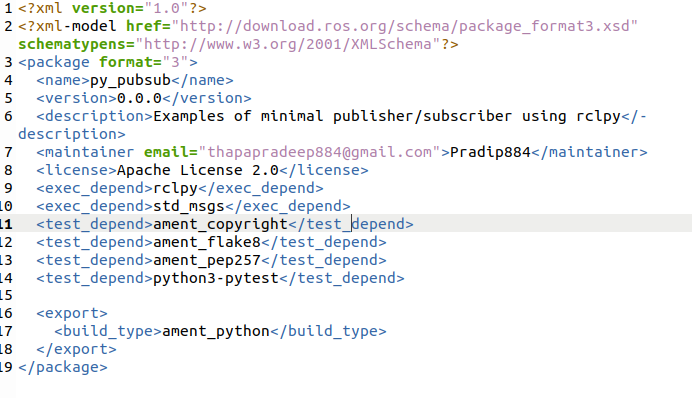 1 <?xml version="1.0"?>
2 <?xml-model href="http://download.ros.org/schema/package_format3.xsd"
schematypens="http://www.w3.org/2001/XMLSchema"?>
3 <package format="3">
4   <name>py_pubsub</name>
5   <version>0.0.0</version>
6   <description>Examples of minimal publisher/subscriber using rclpy</-
description>
7   <maintainer email="thapapradeep884@gmail.com">Pradip884</maintainer>
8   <license>Apache License 2.0</license>
9   <exec_depend>rclpy</exec_depend>
10   <exec_depend>std_msgs</exec_depend>
11   <test_depend>ament_copyright</test_depend>
12   <test_depend>ament_flake8</test_depend>
13   <test_depend>ament_pep257</test_depend>
14   <test_depend>python3-pytest</test_depend>
15
16   <export>
17     <build_type>ament_python</build_type>
18   </export>
19 </package>